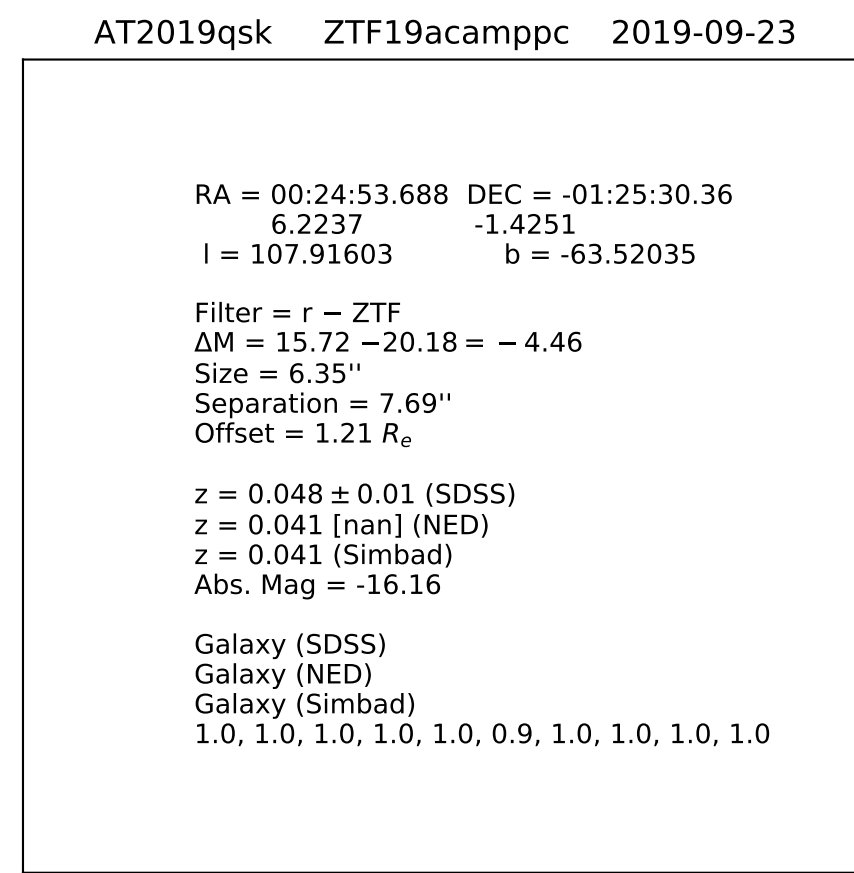 AT2019qsk ZTF19acamppc 2019-09-23
RA = 00:24:53.688 DEC = -01:25:30.36
6.2237 -1.4251
l = 107.91603 b = -63.52035
Filter = r − ZTF
ΔM = 15.72 −20.18 = − 4.46
Size = 6.35''
Separation = 7.69''
Offset = 1.21 Rₑ
z = 0.048 ± 0.01 (SDSS)
z = 0.041 [nan] (NED)
z = 0.041 (Simbad)
Abs. Mag = -16.16
Galaxy (SDSS)
Galaxy (NED)
Galaxy (Simbad)
1.0, 1.0, 1.0, 1.0, 1.0, 0.9, 1.0, 1.0, 1.0, 1.0